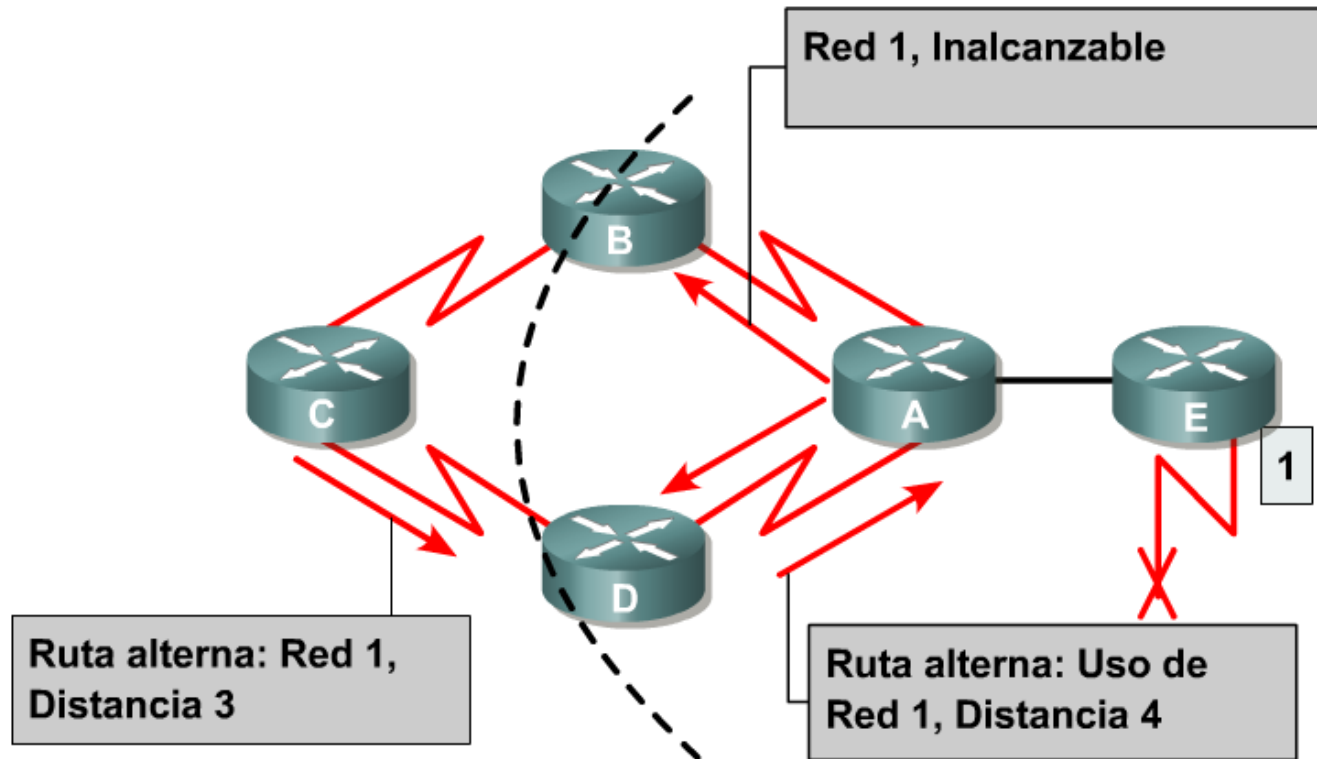 Red 1, Inalcanzable
B
C
A
E
1
D
Ruta alterna: Red 1,
Distancia 3
Ruta alterna: Uso de
Red 1, Distancia 4